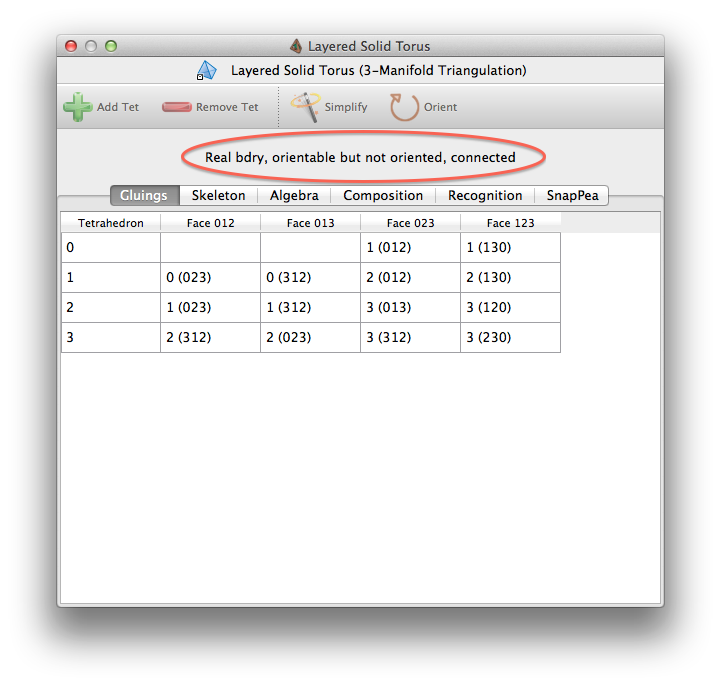 Layered Solid Torus
Layered Solid Torus (3-Manifold Triangulation)
Add Tet Remove Tet Simplify Orient
Real bdry, orientable but not oriented, connected
Gluings Skeleton Algebra Composition Recognition SnapPea
Tetrahedron Face 012 Face 013 Face 023 Face 123
0 1 (012) 1 (130)
1 0 (023) 0 (312) 2 (012) 2 (130)
2 1 (023) 1 (312) 3 (013) 3 (120)
3 2 (312) 2 (023) 3 (312) 3 (230)